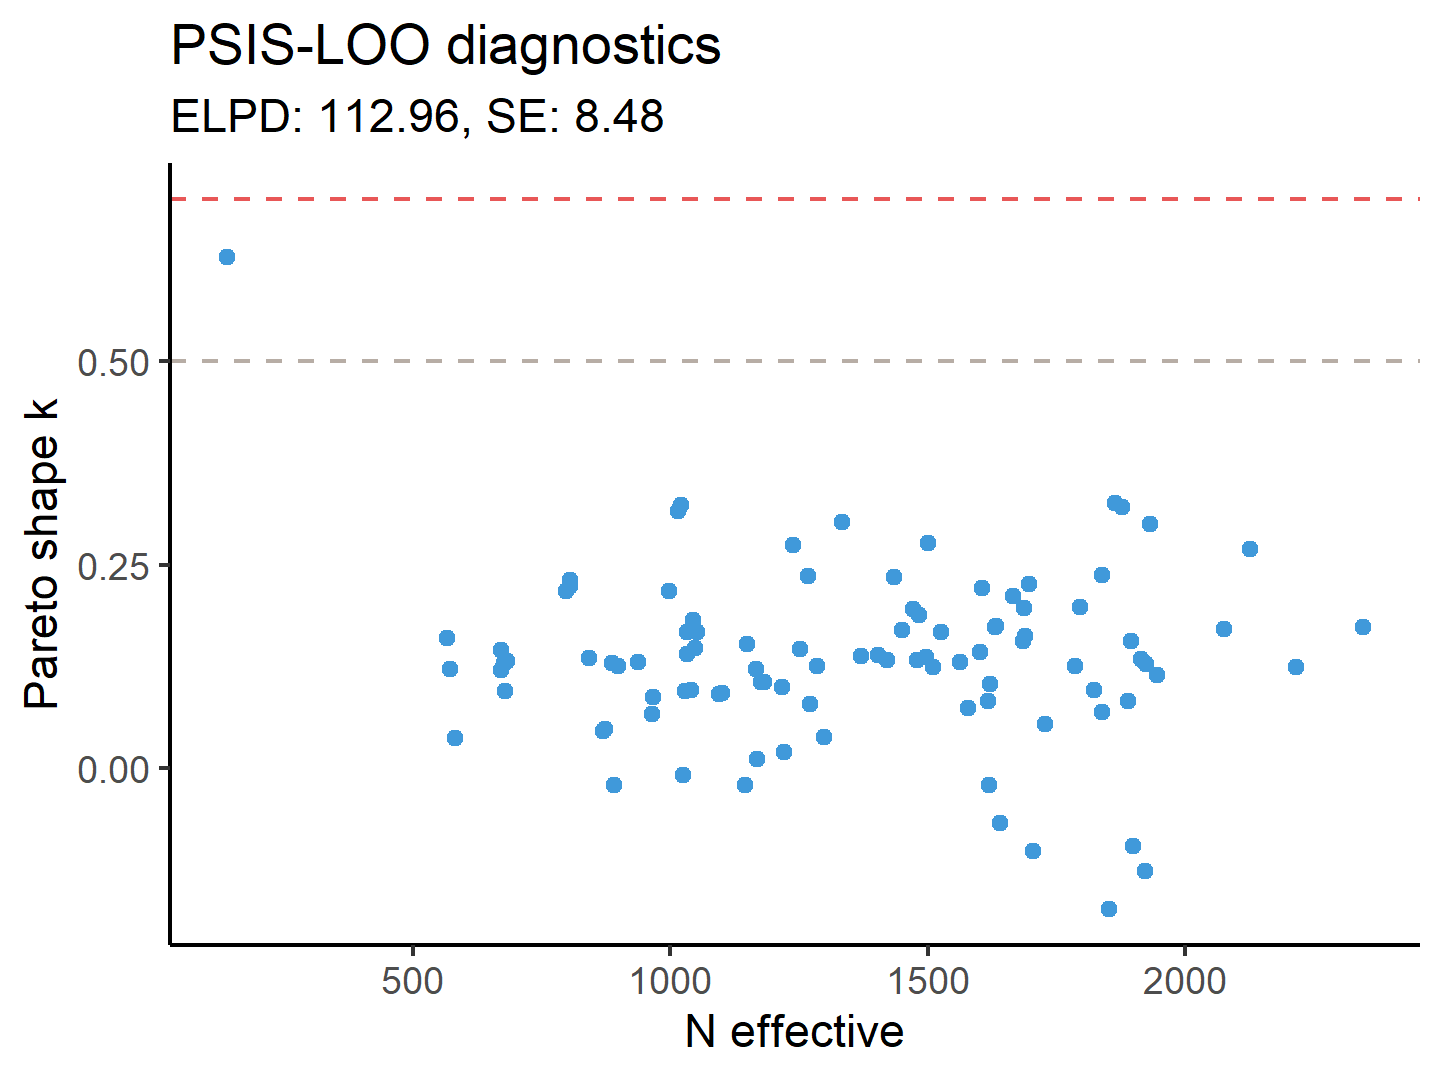 PSIS-LOO diagnostics
ELPD: 112.96, SE: 8.48
Pareto shape k
0.50
0.25
0.00
500 1000 1500 2000
N effective